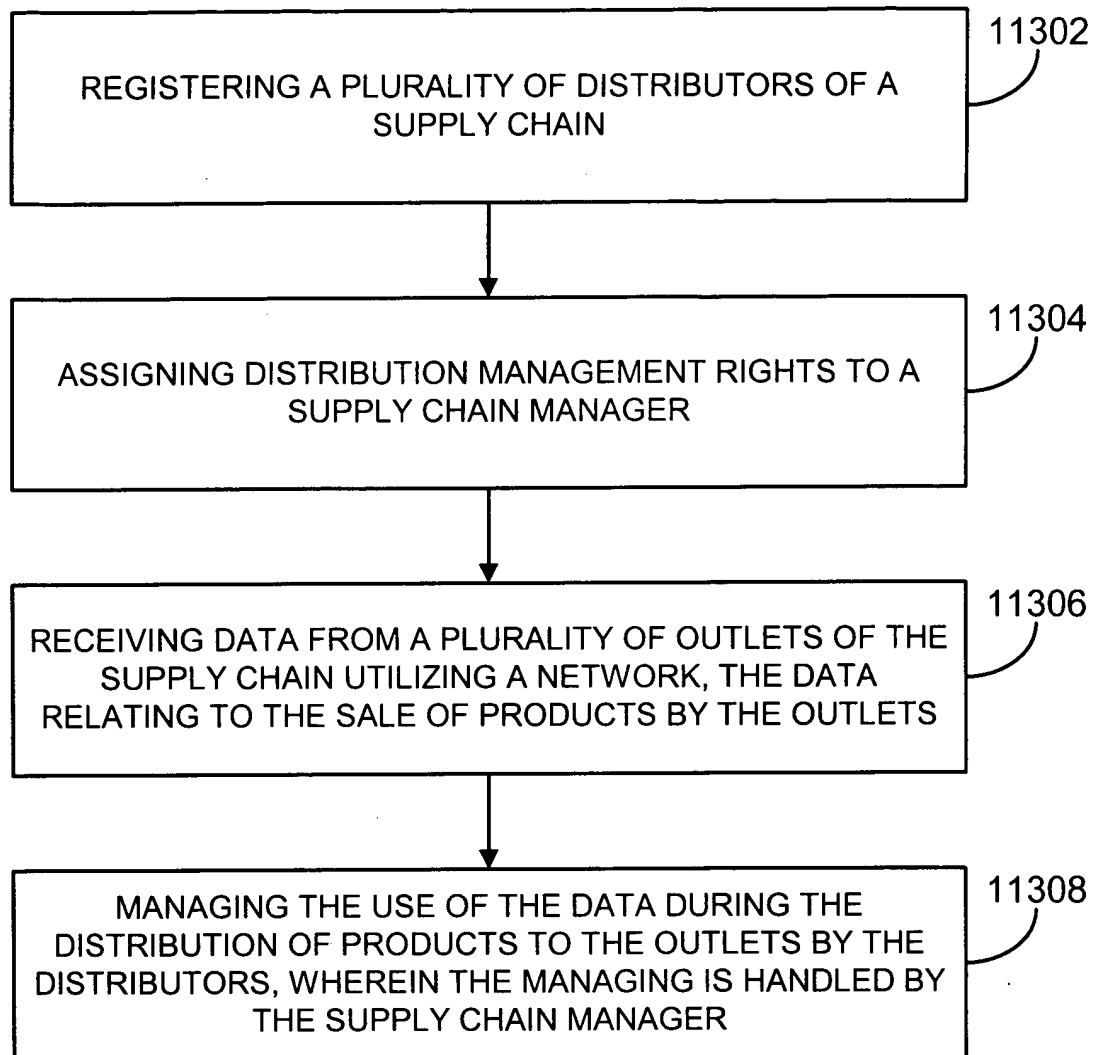 11302
REGISTERING A PLURALITY OF DISTRIBUTORS OF A
SUPPLY CHAIN
11304
ASSIGNING DISTRIBUTION MANAGEMENT RIGHTS TO A
SUPPLY CHAIN MANAGER
11306
RECEIVING DATA FROM A PLURALITY OF OUTLETS OF THE
SUPPLY CHAIN UTILIZING A NETWORK, THE DATA
RELATING TO THE SALE OF PRODUCTS BY THE OUTLETS
11308
MANAGING THE USE OF THE DATA DURING THE
DISTRIBUTION OF PRODUCTS TO THE OUTLETS BY THE
DISTRIBUTORS, WHEREIN THE MANAGING IS HANDLED BY
THE SUPPLY CHAIN MANAGER